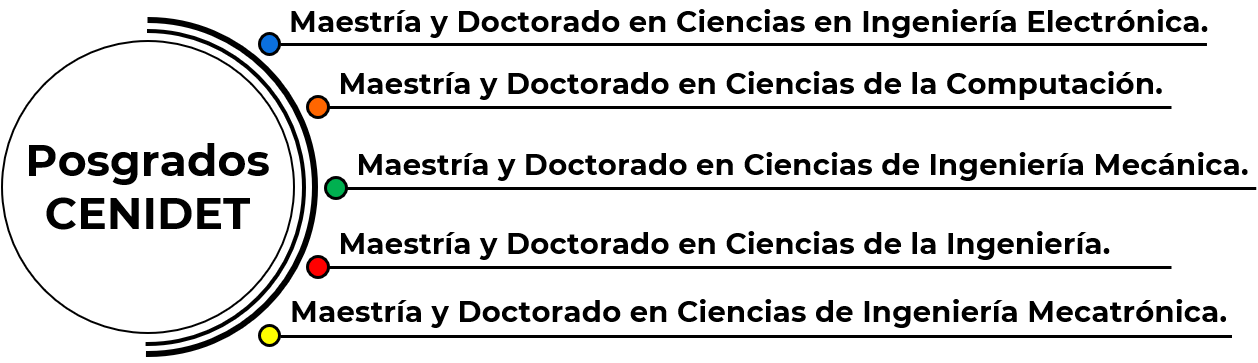 Posgrados
CENIDET
Maestría y Doctorado en Ciencias en Ingeniería Electrónica.
Maestría y Doctorado en Ciencias de la Computación.
Maestría y Doctorado en Ciencias de Ingeniería Mecánica.
Maestría y Doctorado en Ciencias de la Ingeniería.
Maestría y Doctorado en Ciencias de Ingeniería Mecatrónica.